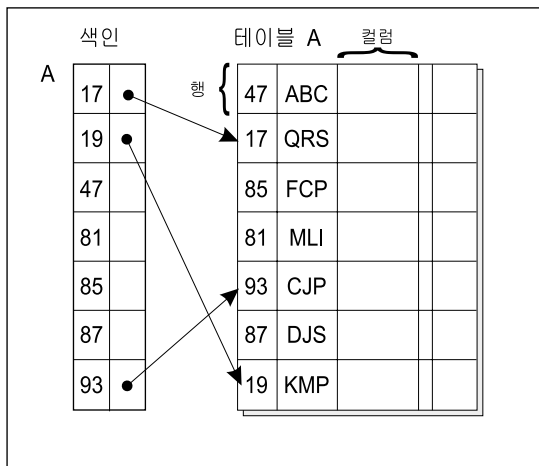 색인 테이블 A 컬럼
A
행
17 47 ABC
19 17 QRS
47 85 FCP
81 81 MLI
85 93 CJP
87 87 DJS
93 19 KMP